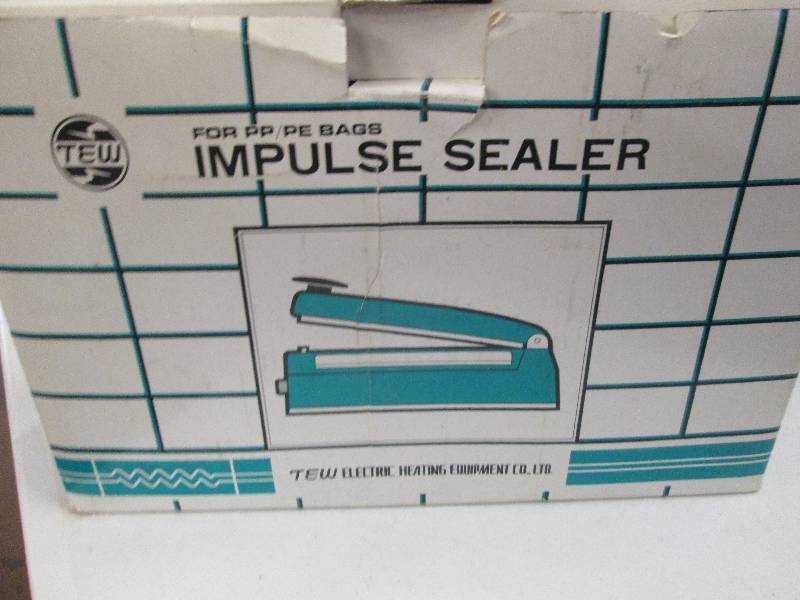 TEW
FOR PP/PE BAGS
IMPULSE SEALER
TEW ELECTRIC HEATING EQUIPMENT CO., LTD.